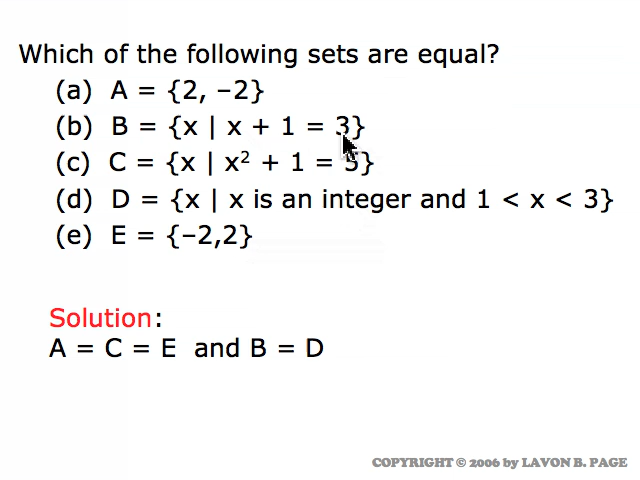 Which of the following sets are equal?
(a) A = {2, −2}
(b) B = {x | x + 1 = 3}
(c) C = {x | x² + 1 = 5}
(d) D = {x | x is an integer and 1 < x < 3}
(e) E = {−2,2}
Solution:
A = C = E and B = D
COPYRIGHT © 2006 by LAVON B. PAGE